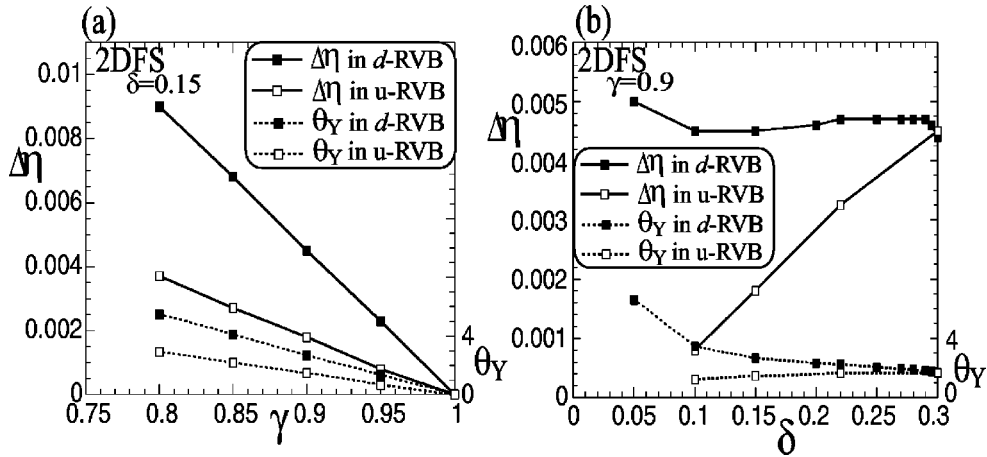 (a)
2DFS
δ=0.15
Δη in d-RVB
Δη in u-RVB
θY in d-RVB
θY in u-RVB
0.01
0.008
0.006
0.004
0.002
0
Δη
4
0
θY
0.75 0.8 0.85 0.9 0.95 1
γ
(b)
2DFS
γ=0.9
Δη in d-RVB
Δη in u-RVB
θY in d-RVB
θY in u-RVB
0.006
0.005
0.004
0.003
0.002
0.001
0
Δη
4
0
θY
0 0.05 0.1 0.15 0.2 0.25 0.3
δ